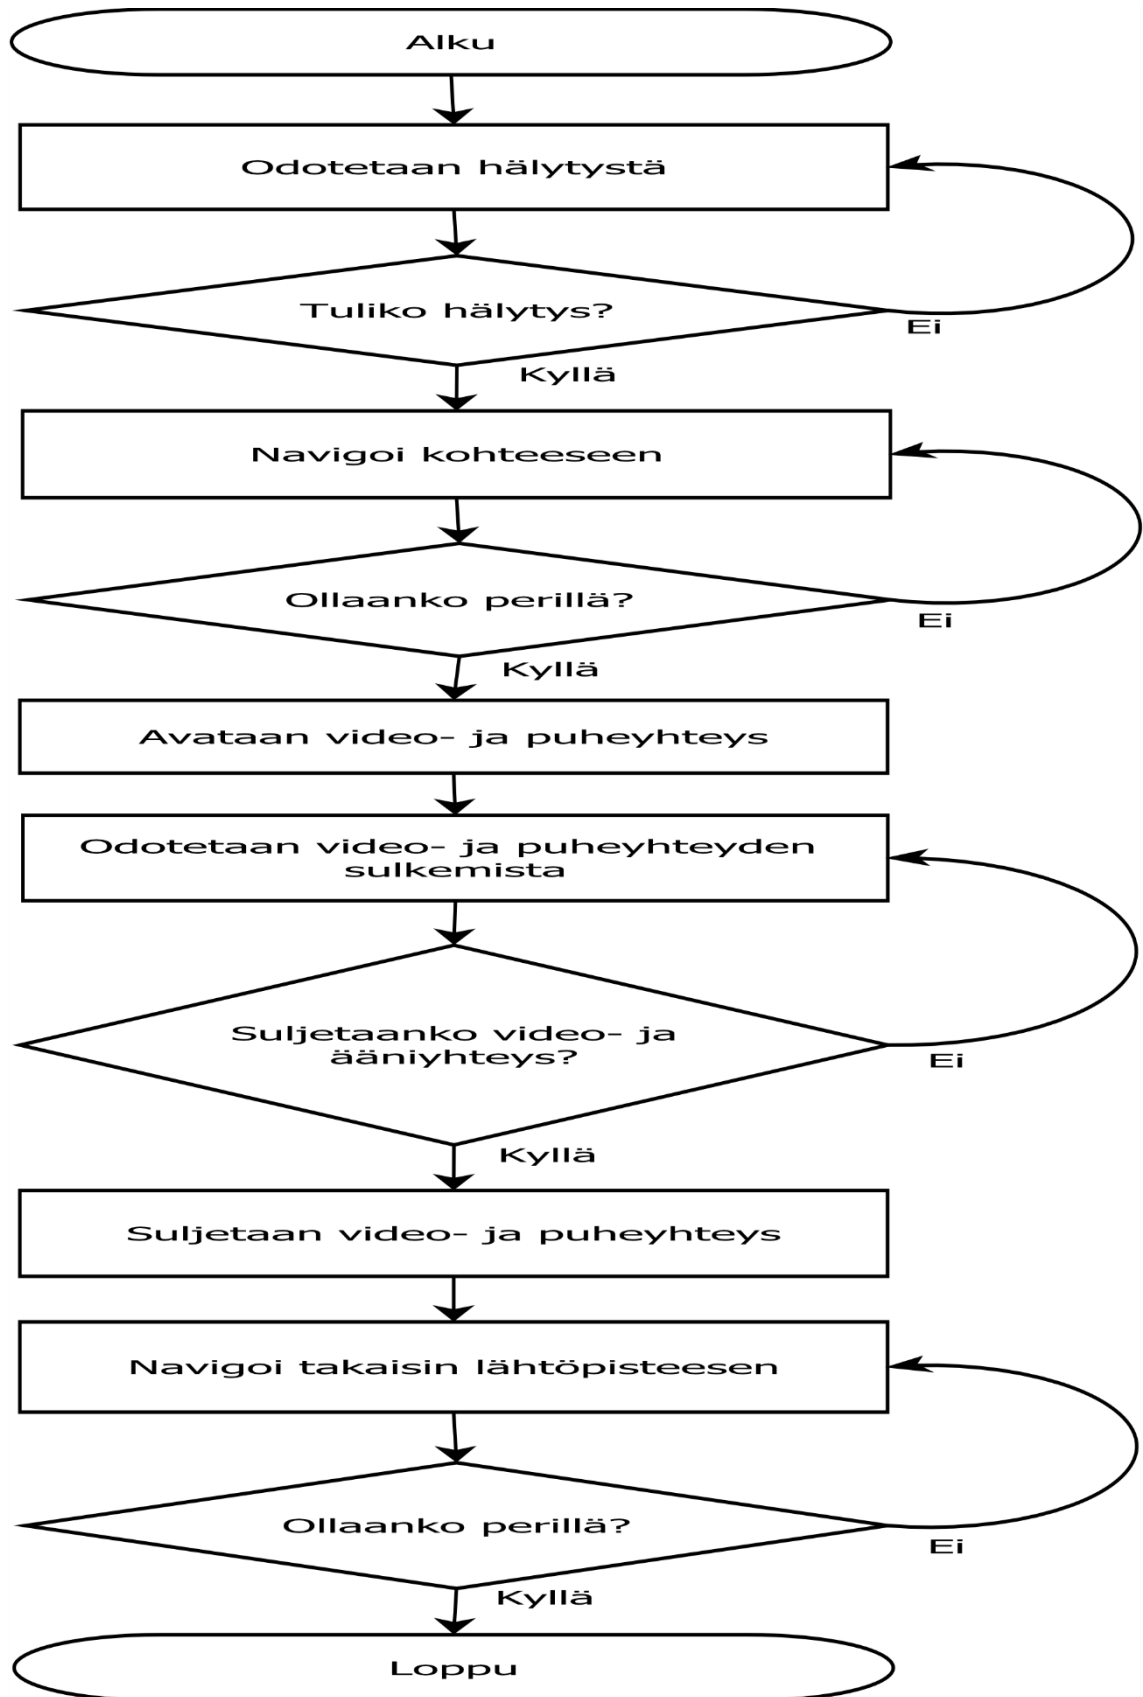 Alku
Odotetaan hälytystä
Tuliko hälytys?
Ei
Kyllä
Navigoi kohteeseen
Ollaanko perillä?
Ei
Kyllä
Avataan video- ja puheyhteys
Odotetaan video- ja puheyhteyden
sulkemista
Suljetaanko video- ja
ääniyhteys?
Ei
Kyllä
Suljetaan video- ja puheyhteys
Navigoi takaisin lähtöpisteesen
Ollaanko perillä?
Ei
Kyllä
Loppu